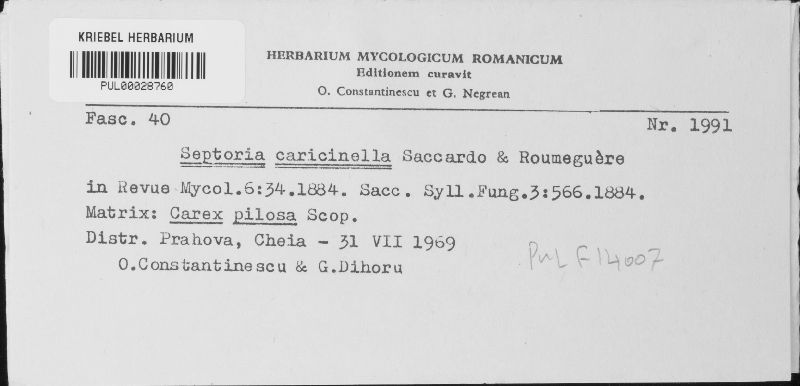 KRIEBEL HERBARIUM
PUL00028760
HERBARIUM MYCOLOGICUM ROMANICUM
Editionem curavit
O. Constantinescu et G. Negrean
Fasc. 40
Nr. 1991
Septoria caricinella Saccardo & Roumeguère
in Revue Mycol.6:34.1884. Sacc. Syll.Fung.3:566.1884.
Matrix: Carex pilosa Scop.
Distr. Prahova, Cheia - 31 VII 1969
O.Constantinescu & G.Dihoru
PUL F14007